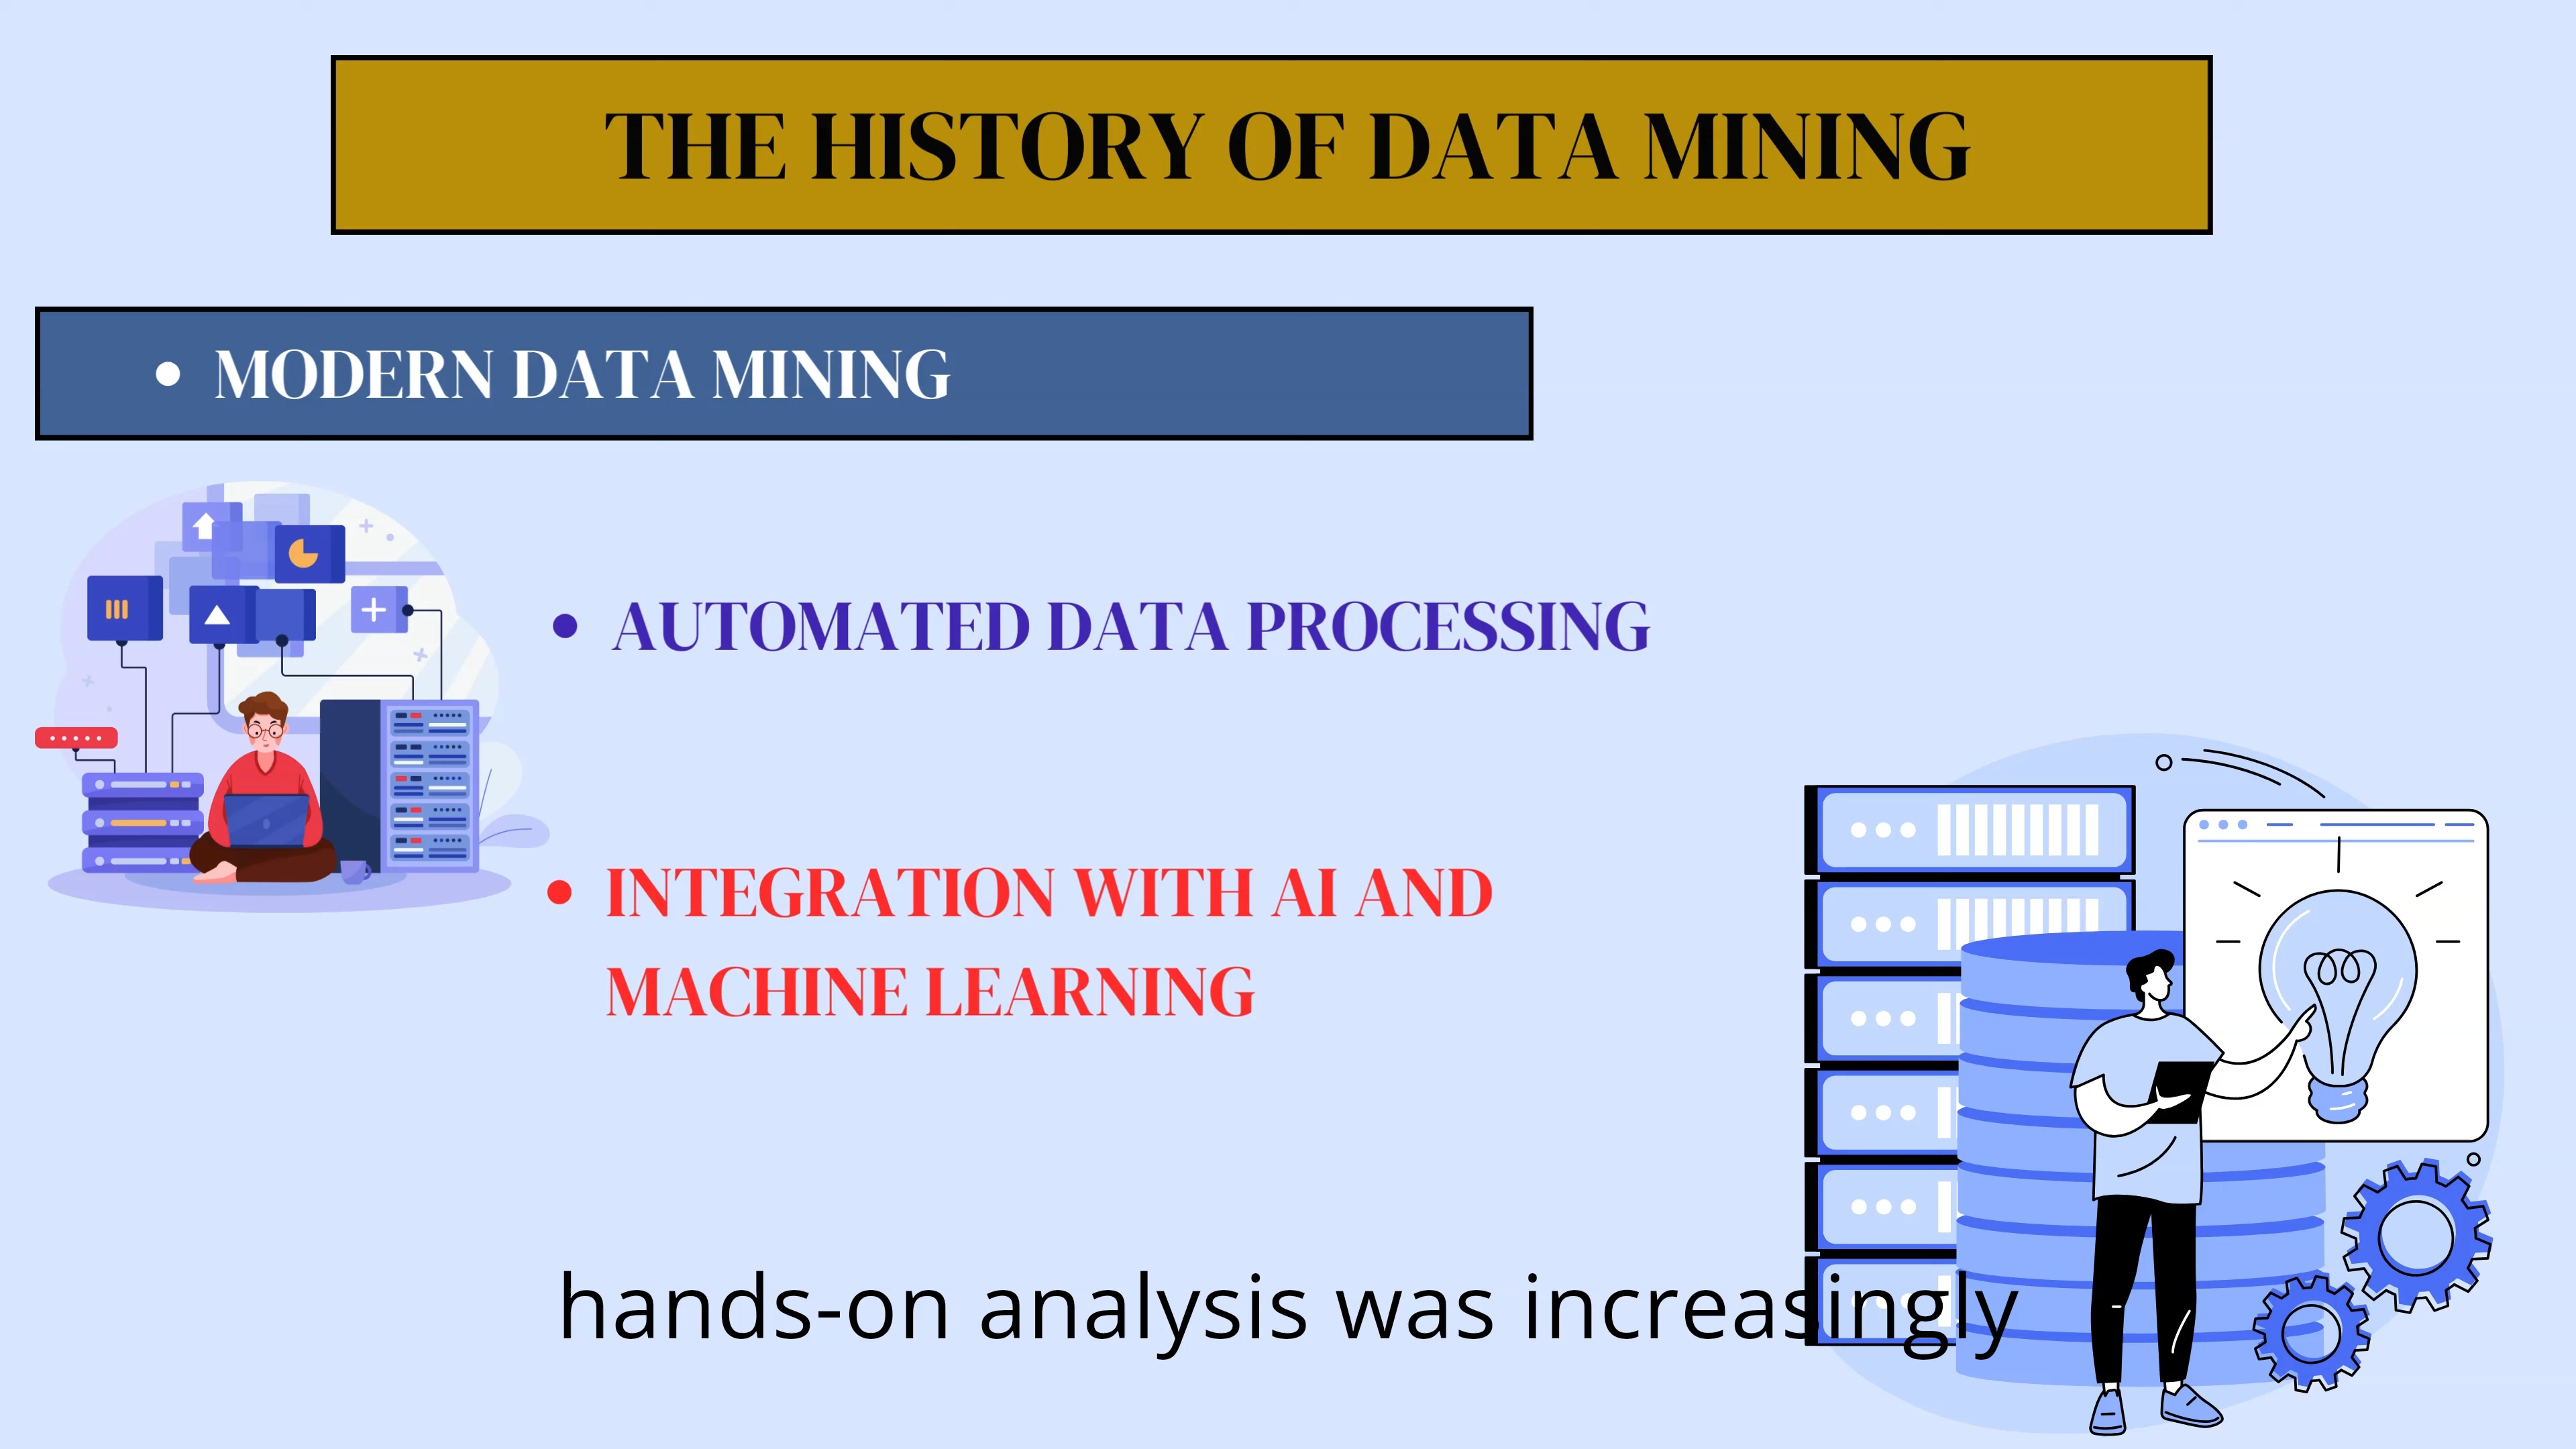 THE HISTORY OF DATA MINING
• MODERN DATA MINING
• AUTOMATED DATA PROCESSING
• INTEGRATION WITH AI AND
MACHINE LEARNING
hands-on analysis was increasingly